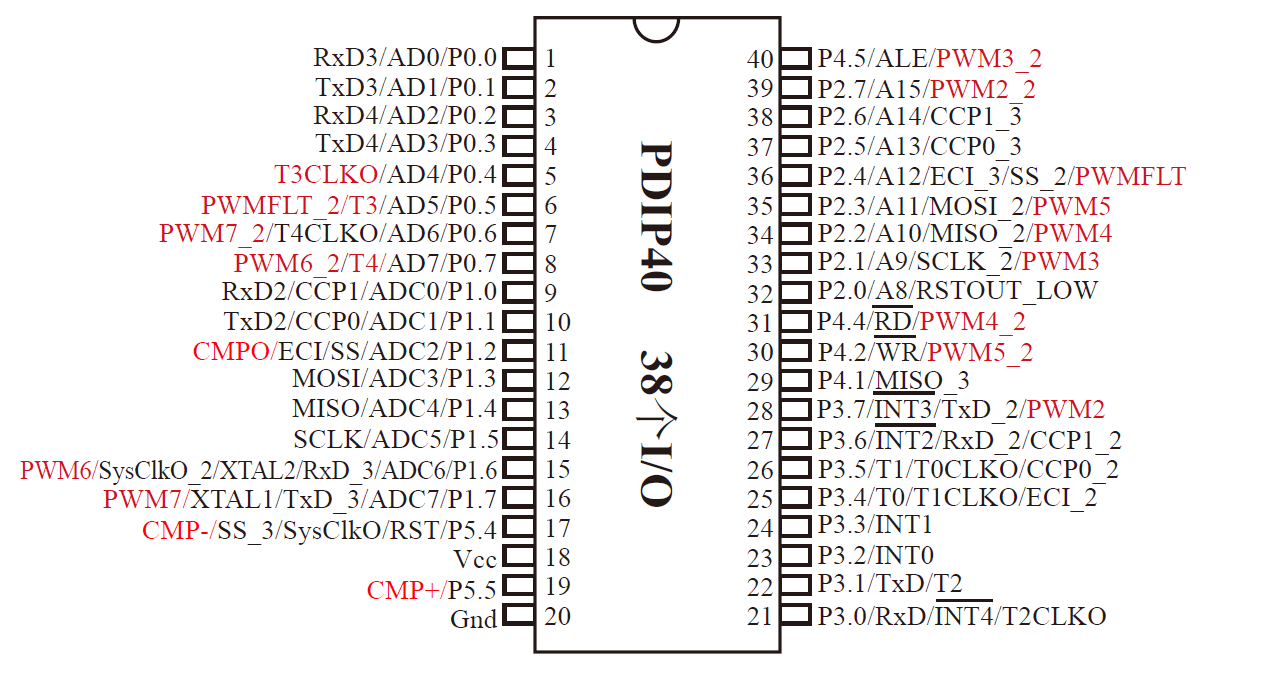 RxD3/AD0/P0.0 1 40 P4.5/ALE/PWM3_2
TxD3/AD1/P0.1 2 39 P2.7/A15/PWM2_2
RxD4/AD2/P0.2 3 38 P2.6/A14/CCP1_3
TxD4/AD3/P0.3 4 37 P2.5/A13/CCP0_3
T3CLKO/AD4/P0.4 5 36 P2.4/A12/ECI_3/SS_2/PWMFLT
PWMFLT_2/T3/AD5/P0.5 6 35 P2.3/A11/MOSI_2/PWM5
PWM7_2/T4CLKO/AD6/P0.6 7 34 P2.2/A10/MISO_2/PWM4
PWM6_2/T4/AD7/P0.7 8 33 P2.1/A9/SCLK_2/PWM3
RxD2/CCP1/ADC0/P1.0 9 32 P2.0/A8/RSTOUT_LOW
TxD2/CCP0/ADC1/P1.1 10 31 P4.4/RD/PWM4_2
CMPO/ECI/SS/ADC2/P1.2 11 30 P4.2/WR/PWM5_2
MOSI/ADC3/P1.3 12 29 P4.1/MISO_3
MISO/ADC4/P1.4 13 28 P3.7/INT3/TxD_2/PWM2
SCLK/ADC5/P1.5 14 27 P3.6/INT2/RxD_2/CCP1_2
PWM6/SysClkO_2/XTAL2/RxD_3/ADC6/P1.6 15 26 P3.5/T1/T0CLKO/CCP0_2
PWM7/XTAL1/TxD_3/ADC7/P1.7 16 25 P3.4/T0/T1CLKO/ECI_2
CMP-/SS_3/SysClkO/RST/P5.4 17 24 P3.3/INT1
Vcc 18 23 P3.2/INT0
CMP+/P5.5 19 22 P3.1/TxD/T2
Gnd 20 21 P3.0/RxD/INT4/T2CLKO
PDIP40 38个I/O